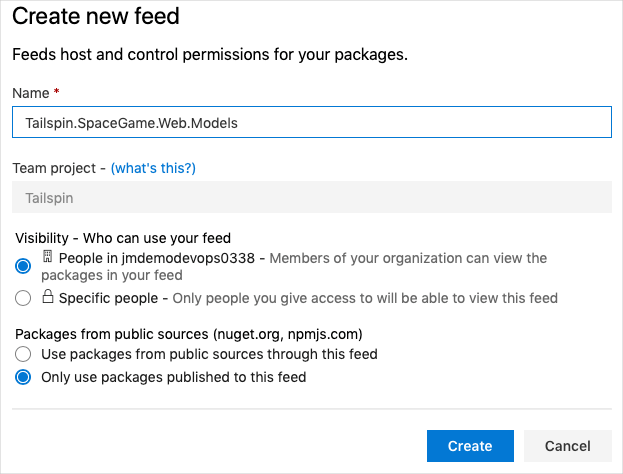 Create new feed
Feeds host and control permissions for your packages.
Name *
Tailspin.SpaceGame.Web.Models
Team project - (what's this?)
Tailspin
Visibility - Who can use your feed
People in jmdemodevops0338 - Members of your organization can view the
packages in your feed
Specific people - Only people you give access to will be able to view this feed
Packages from public sources (nuget.org, npmjs.com)
Use packages from public sources through this feed
Only use packages published to this feed
Create Cancel